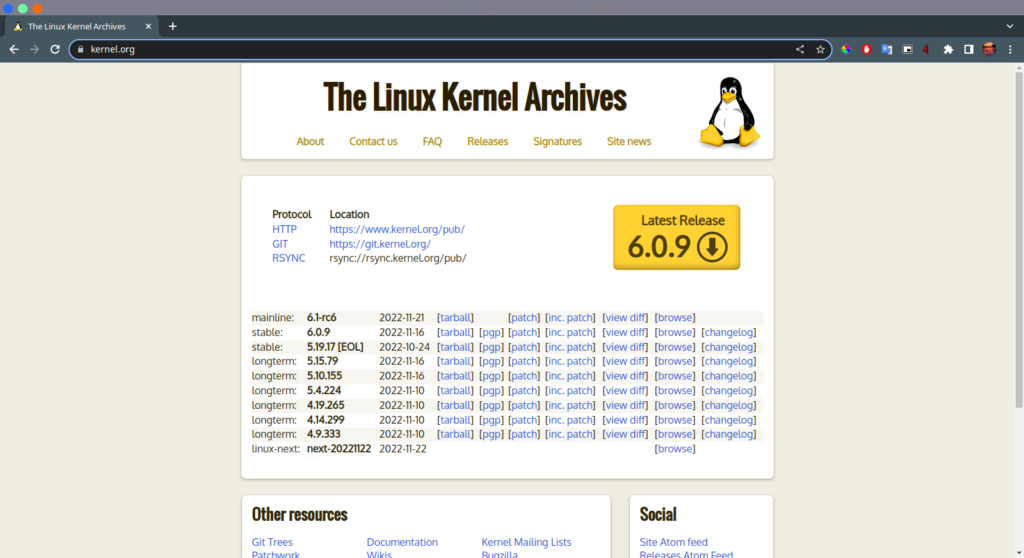 The Linux Kernel Archives
kernel.org
4
The Linux Kernel Archives
About Contact us FAQ Releases Signatures Site news
Protocol Location
HTTP https://www.kernel.org/pub/
GIT https://git.kernel.org/
RSYNC rsync://rsync.kernel.org/pub/
Latest Release
6.0.9
mainline: 6.1-rc6 2022-11-21 [tarball] [patch] [inc. patch] [view diff] [browse]
stable: 6.0.9 2022-11-16 [tarball] [pgp] [patch] [inc. patch] [view diff] [browse] [changelog]
stable: 5.19.17 [EOL] 2022-10-24 [tarball] [pgp] [patch] [inc. patch] [view diff] [browse] [changelog]
longterm: 5.15.79 2022-11-16 [tarball] [pgp] [patch] [inc. patch] [view diff] [browse] [changelog]
longterm: 5.10.155 2022-11-16 [tarball] [pgp] [patch] [inc. patch] [view diff] [browse] [changelog]
longterm: 5.4.224 2022-11-10 [tarball] [pgp] [patch] [inc. patch] [view diff] [browse] [changelog]
longterm: 4.19.265 2022-11-10 [tarball] [pgp] [patch] [inc. patch] [view diff] [browse] [changelog]
longterm: 4.14.299 2022-11-10 [tarball] [pgp] [patch] [inc. patch] [view diff] [browse] [changelog]
longterm: 4.9.333 2022-11-10 [tarball] [pgp] [patch] [inc. patch] [view diff] [browse] [changelog]
linux-next: next-20221122 2022-11-22 [browse]
Other resources
Git Trees Documentation Kernel Mailing Lists
Patchwork Wikis Bugzilla
Social
Site Atom feed
Releases Atom Feed